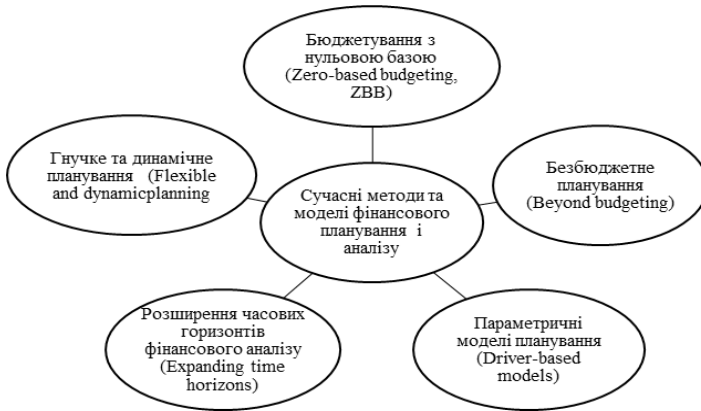 Бюджетування з
нульовою базою
(Zero-based budgeting,
ZBB)
Гнучке та динамічне
планування (Flexible
and dynamicplanning
Безбюджетне
планування
(Beyond budgeting)
Сучасні методи та
моделі фінансового
планування і
аналізу
Розширення часових
горизонтів
фінансового аналізу
(Expanding time
horizons)
Параметричні
моделі планування
(Driver-based
models)